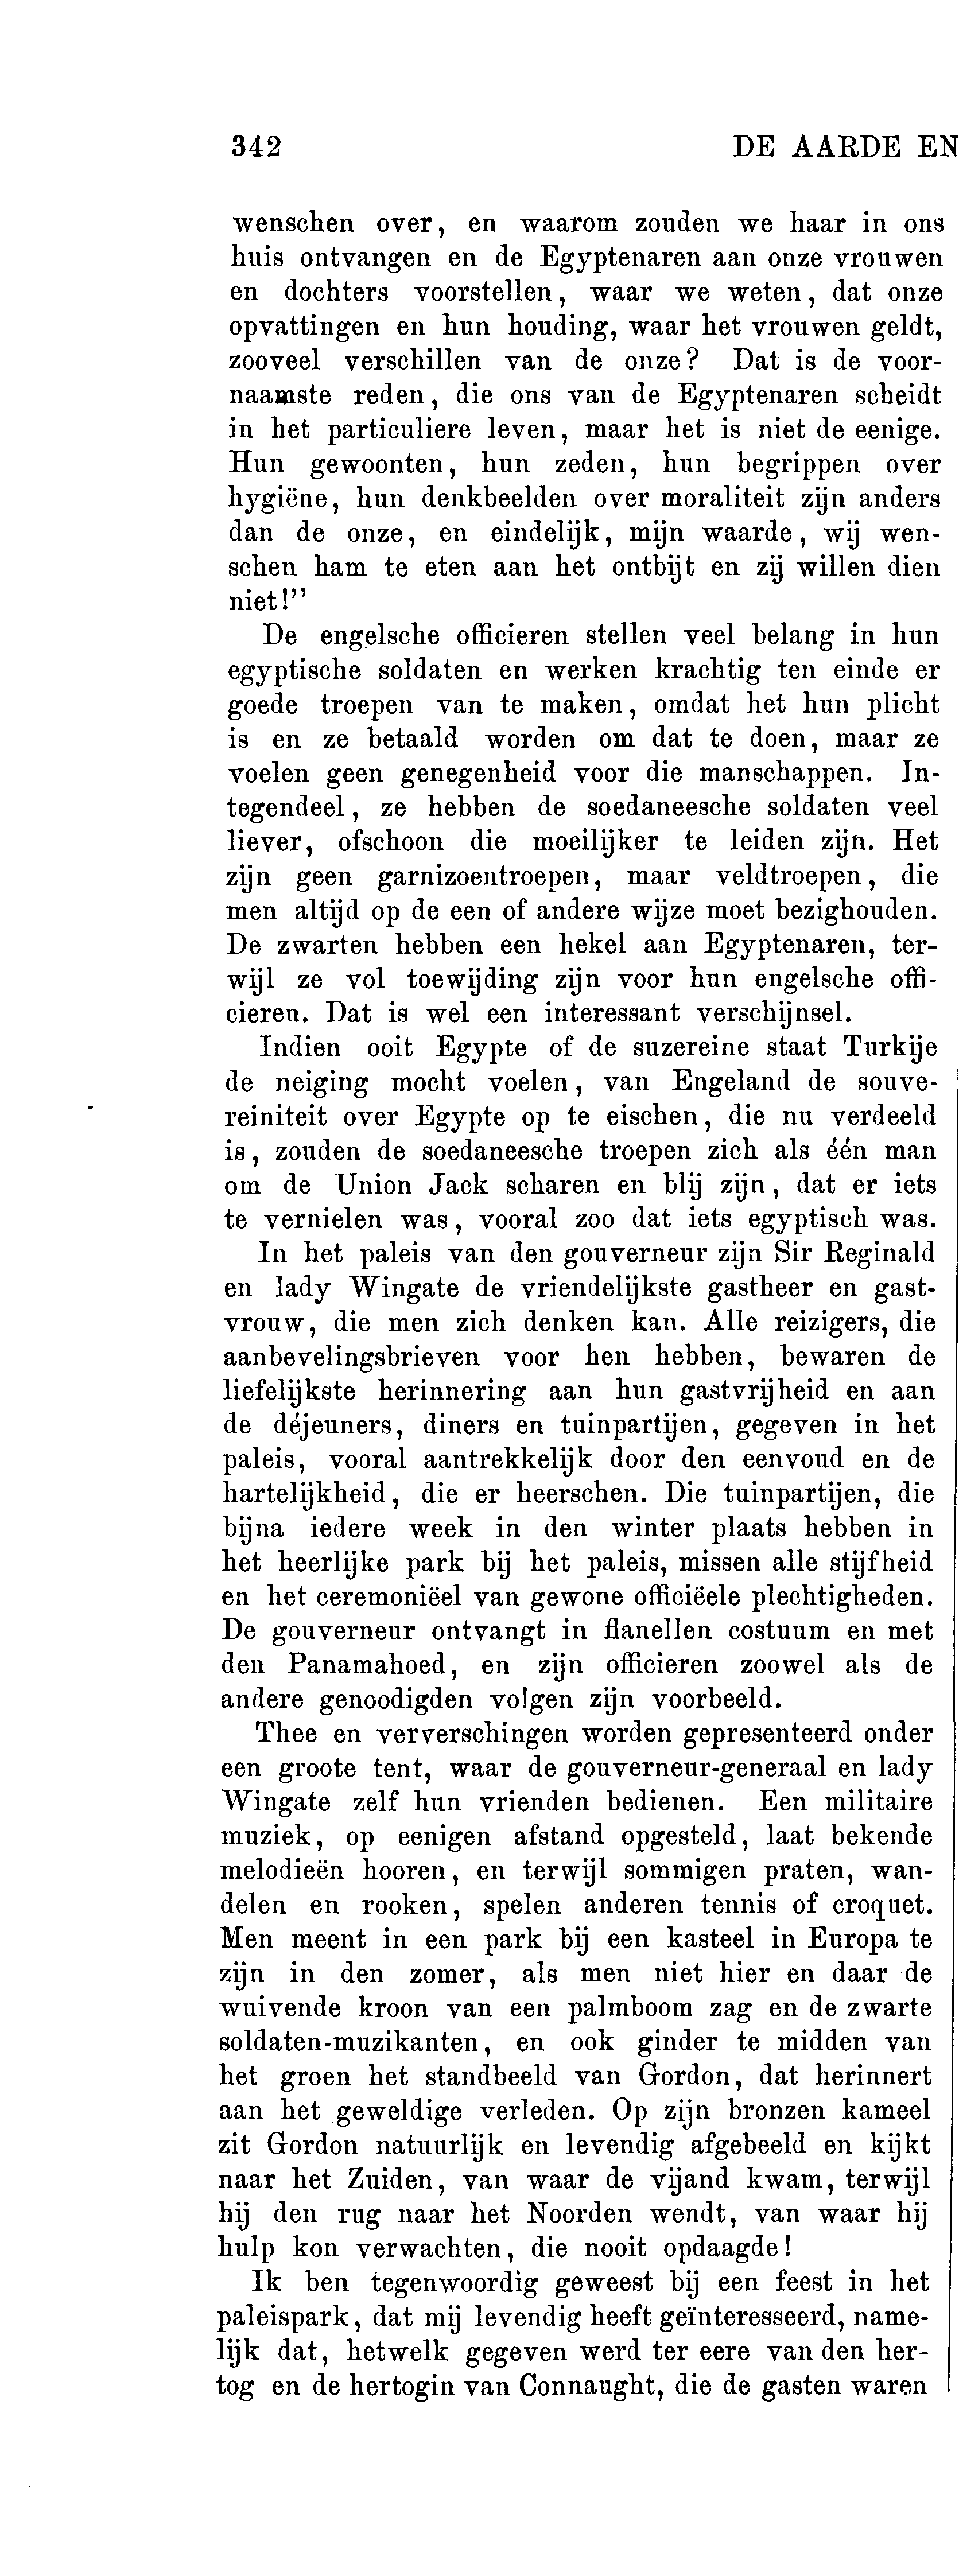 342 DE AARDE EN
wenschen over, en waarom zouden we haar in ons
huis ontvangen en de Egyptenaren aan onze vrouwen
en dochters voorstellen, waar we weten, dat onze
opvattingen en hun houding, waar het vrouwen geldt,
zooveel verschillen van de onze? Dat is de voor-
naamste reden, die ons van de Egyptenaren scheidt
in het particuliere leven, maar het is niet de eenige.
Hun gewoonten, hun zeden, hun begrippen over
hygiëne, hun denkbeelden over moraliteit zijn anders
dan de onze, en eindelijk, mijn waarde, wij wen-
schen ham te eten aan het ontbijt en zij willen dien
niet!”
De engelsche officieren stellen veel belang in hun
egyptische soldaten en werken krachtig ten einde er
goede troepen van te maken, omdat het hun plicht
is en ze betaald worden om dat te doen, maar ze
voelen geen genegenheid voor die manschappen. In-
tegendeel, ze hebben de soedaneesche soldaten veel
liever, ofschoon die moeilijker te leiden zijn. Het
zijn geen garnizoentroepen, maar veldtroepen, die
men altijd op de een of andere wijze moet bezighouden.
De zwarten hebben een hekel aan Egyptenaren, ter-
wijl ze vol toewijding zijn voor hun engelsche offi-
cieren. Dat is wel een interessant verschijnsel.
Indien ooit Egypte of de suzereine staat Turkije
de neiging mocht voelen, van Engeland de souve-
reiniteit over Egypte op te eischen, die nu verdeeld
is, zouden de soedaneesche troepen zich als één man
om de Union Jack scharen en blij zijn, dat er iets
te vernielen was, vooral zoo dat iets egyptisch was.
In het paleis van den gouverneur zijn Sir Reginald
en lady Wingate de vriendelijkste gastheer en gast-
vrouw, die men zich denken kan. Alle reizigers, die
aanbevelingsbrieven voor hen hebben, bewaren de
liefelijkste herinnering aan hun gastvrijheid en aan
de déjeuners, diners en tuinpartijen, gegeven in het
paleis, vooral aantrekkelijk door den eenvoud en de
hartelijkheid, die er heerschen. Die tuinpartijen, die
bijna iedere week in den winter plaats hebben in
het heerlijke park bij het paleis, missen alle stijfheid
en het ceremoniëel van gewone officiëele plechtigheden.
De gouverneur ontvangt in flanellen costuum en met
den Panamahoed, en zijn officieren zoowel als de
andere genoodigden volgen zijn voorbeeld.
Thee en ververschingen worden gepresenteerd onder
een groote tent, waar de gouverneur-generaal en lady
Wingate zelf hun vrienden bedienen. Een militaire
muziek, op eenigen afstand opgesteld, laat bekende
melodieën hooren, en terwijl sommigen praten, wan-
delen en rooken, spelen anderen tennis of croquet.
Men meent in een park bij een kasteel in Europa te
zijn in den zomer, als men niet hier en daar de
wuivende kroon van een palmboom zag en de zwarte
soldaten-muzikanten, en ook ginder te midden van
het groen het standbeeld van Gordon, dat herinnert
aan het geweldige verleden. Op zijn bronzen kameel
zit Gordon natuurlijk en levendig afgebeeld en kijkt
naar het Zuiden, van waar de vijand kwam, terwijl
hij den rug naar het Noorden wendt, van waar hij
hulp kon verwachten, die nooit opdaagde!
Ik ben tegenwoordig geweest bij een feest in het
paleispark, dat mij levendig heeft geïnteresseerd, name-
lijk dat, hetwelk gegeven werd ter eere van den her-
tog en de hertogin van Connaught, die de gasten waren